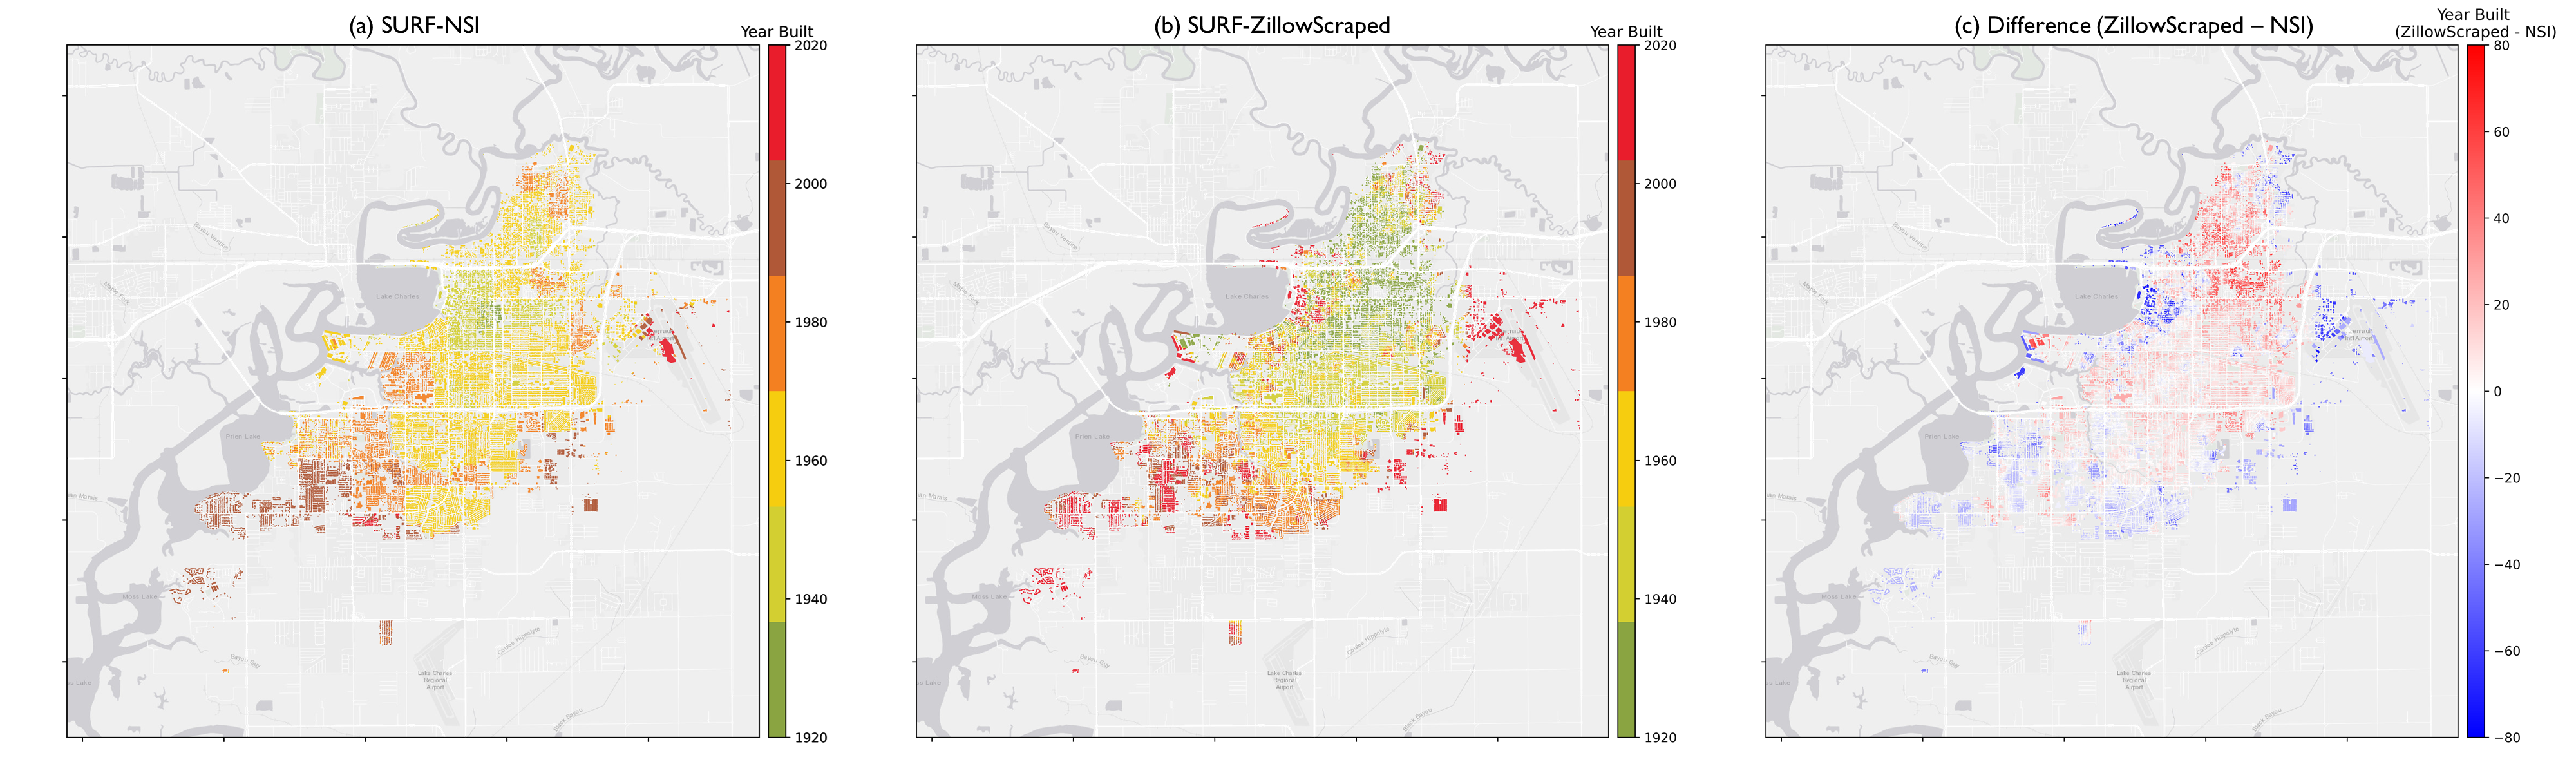 (a) SURF-NSI
Year Built
2020
2000
1980
1960
1940
1920
Lake Charles
Prien Lake
Moss Lake
Lake Charles
Regional
Airport
(b) SURF-ZillowScraped
Year Built
2020
2000
1980
1960
1940
1920
Lake Charles
Prien Lake
Moss Lake
Lake Charles
Regional
Airport
(c) Difference (ZillowScraped – NSI)
Year Built
(ZillowScraped - NSI)
80
60
40
20
0
−20
−40
−60
−80
Lake Charles
Prien Lake
Moss Lake
Lake Charles
Regional
Airport